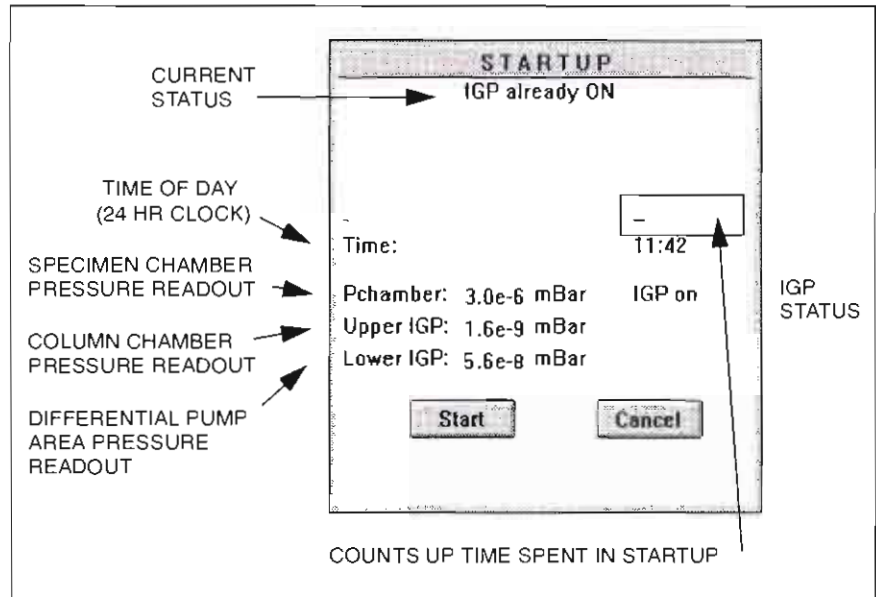 STARTUP
CURRENT
STATUS
IGP already ON
TIME OF DAY
(24 HR CLOCK)
–
Time:
11:42
SPECIMEN CHAMBER
PRESSURE READOUT
Pchamber: 3.0e-6 mBar
IGP on
IGP
STATUS
COLUMN CHAMBER
PRESSURE READOUT
Upper IGP: 1.6e-9 mBar
Lower IGP: 5.6e-8 mBar
DIFFERENTIAL PUMP
AREA PRESSURE
READOUT
Start
Cancel
COUNTS UP TIME SPENT IN STARTUP